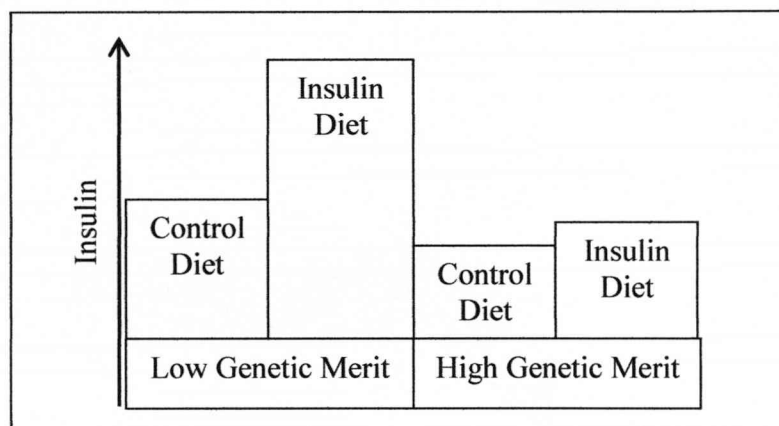 Insulin
Control
Diet
Insulin
Diet
Control
Diet
Insulin
Diet
Low Genetic Merit
High Genetic Merit